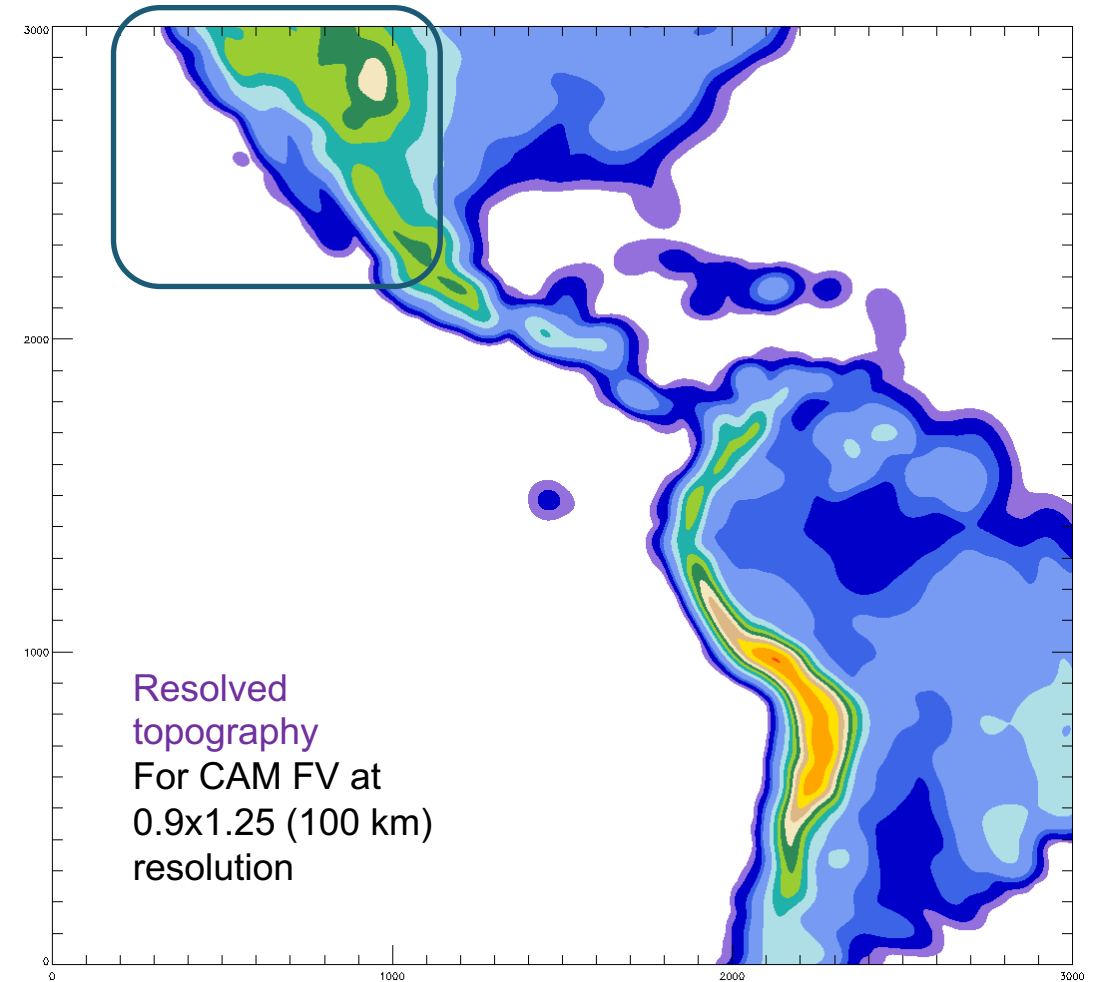 3000
2000
1000
0
Resolved
topography
For CAM FV at
0.9x1.25 (100 km)
resolution
0 1000 2000 3000